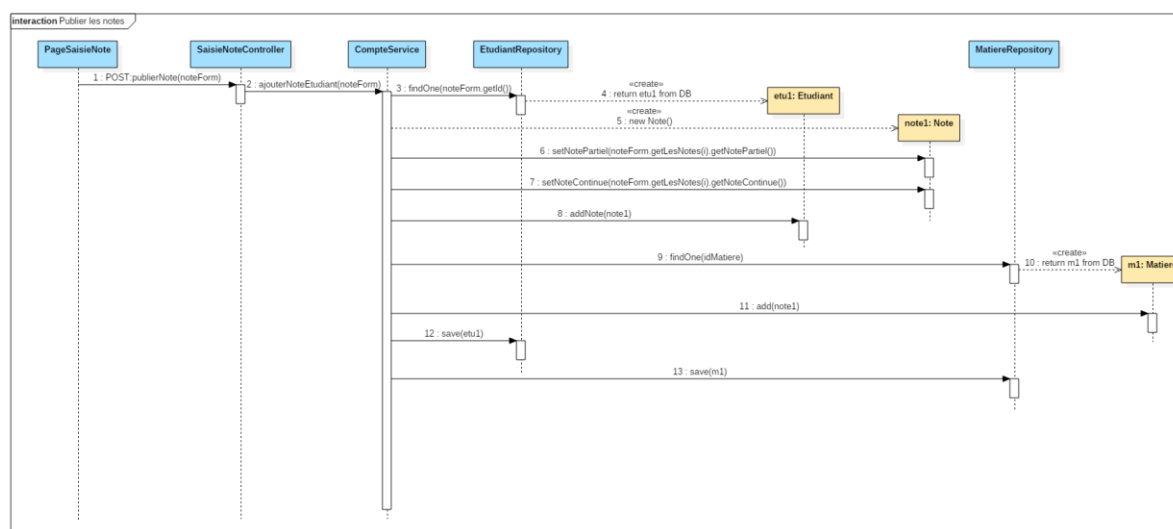 interaction Publier les notes
PageSaisieNote
SaisieNoteController
CompteService
EtudiantRepository
MatiereRepository
1 : POST:publierNote(noteForm)
2 : ajouterNoteEtudiant(noteForm)
3 : findOne(noteForm.getId())
«create»
4 : return etu1 from DB
etu1: Etudiant
«create»
5 : new Note()
note1: Note
6 : setNotePartiel(noteForm.getLesNotes(i).getNotePartiel())
7 : setNoteContinue(noteForm.getLesNotes(i).getNoteContinue())
8 : addNote(note1)
9 : findOne(idMatiere)
«create»
10 : return m1 from DB
m1: Matiere
11 : add(note1)
12 : save(etu1)
13 : save(m1)